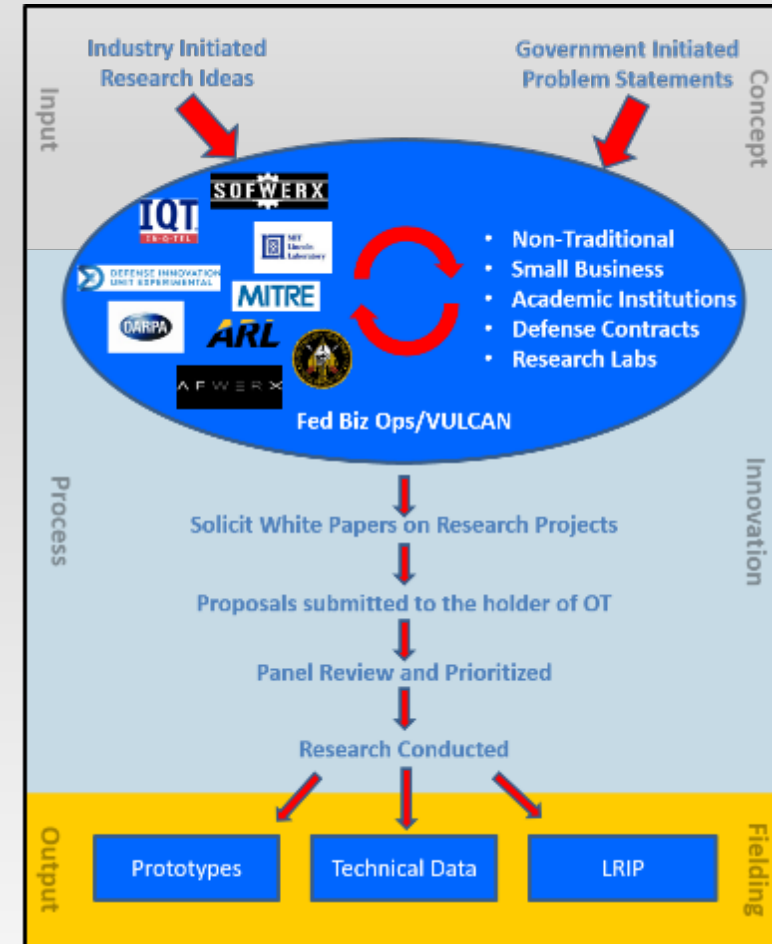 Industry Initiated
Research Ideas
Government Initiated
Problem Statements
Input
Concept
SOFWERX
IQT
IN-Q-TEL
MIT
Lincoln
Laboratory
DEFENSE INNOVATION
UNIT EXPERIMENTAL
MITRE
DARPA
ARL
AFWERX
• Non-Traditional
• Small Business
• Academic Institutions
• Defense Contracts
• Research Labs
Fed Biz Ops/VULCAN
Process
Innovation
Solicit White Papers on Research Projects
Proposals submitted to the holder of OT
Panel Review and Prioritized
Research Conducted
Output
Fielding
Prototypes
Technical Data
LRIP